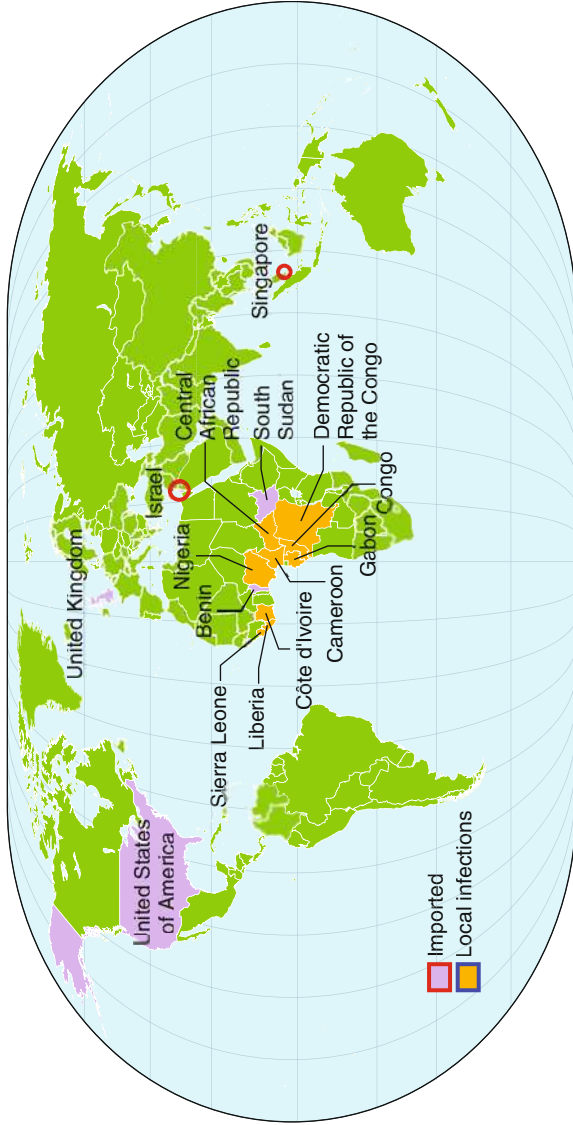 United Kingdom
United States
of America
Israel
Nigeria
Benin
Central
African
Republic
South
Sudan
Singapore
Sierra Leone
Liberia
Côte d'Ivoire
Cameroon
Gabon
Congo
Democratic
Republic of
the Congo
Imported
Local infections